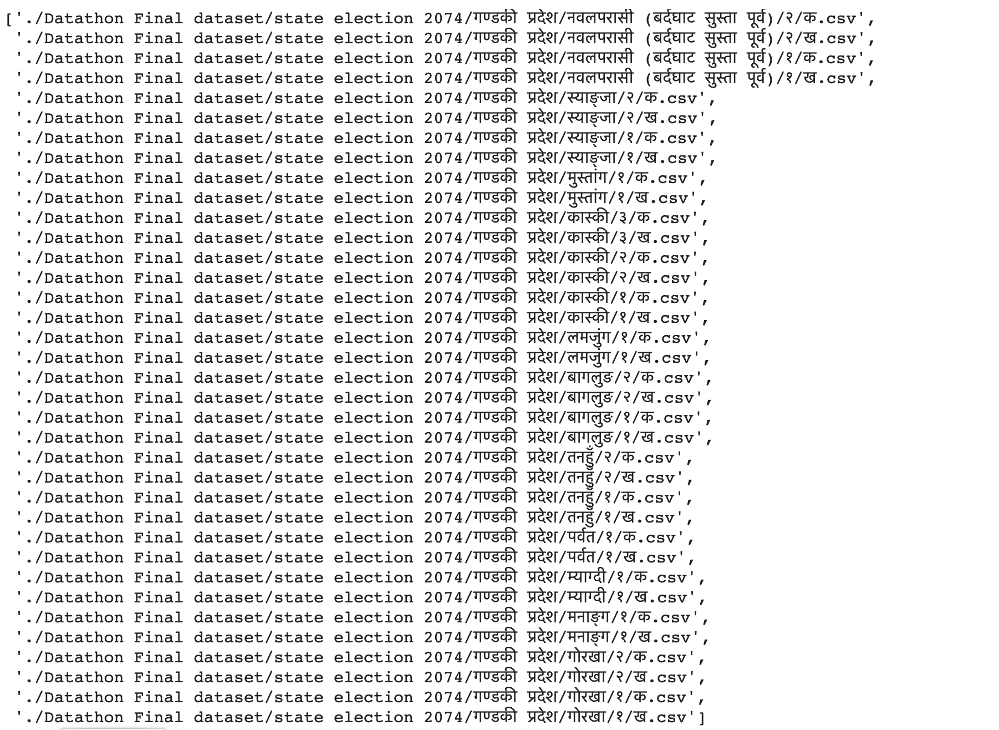 ['./Datathon Final dataset/state election 2074/गण्डकी प्रदेश/नवलपरासी (बर्दघाट सुस्ता पूर्व)/२/क.csv',
'./Datathon Final dataset/state election 2074/गण्डकी प्रदेश/नवलपरासी (बर्दघाट सुस्ता पूर्व)/२/ख.csv',
'./Datathon Final dataset/state election 2074/गण्डकी प्रदेश/नवलपरासी (बर्दघाट सुस्ता पूर्व)/१/क.csv',
'./Datathon Final dataset/state election 2074/गण्डकी प्रदेश/नवलपरासी (बर्दघाट सुस्ता पूर्व)/१/ख.csv',
'./Datathon Final dataset/state election 2074/गण्डकी प्रदेश/स्याङ्जा/२/क.csv',
'./Datathon Final dataset/state election 2074/गण्डकी प्रदेश/स्याङ्जा/२/ख.csv',
'./Datathon Final dataset/state election 2074/गण्डकी प्रदेश/स्याङ्जा/१/क.csv',
'./Datathon Final dataset/state election 2074/गण्डकी प्रदेश/स्याङ्जा/१/ख.csv',
'./Datathon Final dataset/state election 2074/गण्डकी प्रदेश/मुस्तांग/१/क.csv',
'./Datathon Final dataset/state election 2074/गण्डकी प्रदेश/मुस्तांग/१/ख.csv',
'./Datathon Final dataset/state election 2074/गण्डकी प्रदेश/कास्की/३/क.csv',
'./Datathon Final dataset/state election 2074/गण्डकी प्रदेश/कास्की/३/ख.csv',
'./Datathon Final dataset/state election 2074/गण्डकी प्रदेश/कास्की/२/क.csv',
'./Datathon Final dataset/state election 2074/गण्डकी प्रदेश/कास्की/२/ख.csv',
'./Datathon Final dataset/state election 2074/गण्डकी प्रदेश/कास्की/१/क.csv',
'./Datathon Final dataset/state election 2074/गण्डकी प्रदेश/कास्की/१/ख.csv',
'./Datathon Final dataset/state election 2074/गण्डकी प्रदेश/लमजुंग/१/क.csv',
'./Datathon Final dataset/state election 2074/गण्डकी प्रदेश/लमजुंग/१/ख.csv',
'./Datathon Final dataset/state election 2074/गण्डकी प्रदेश/बागलुङ/२/क.csv',
'./Datathon Final dataset/state election 2074/गण्डकी प्रदेश/बागलुङ/२/ख.csv',
'./Datathon Final dataset/state election 2074/गण्डकी प्रदेश/बागलुङ/१/क.csv',
'./Datathon Final dataset/state election 2074/गण्डकी प्रदेश/बागलुङ/१/ख.csv',
'./Datathon Final dataset/state election 2074/गण्डकी प्रदेश/तनहुँ/२/क.csv',
'./Datathon Final dataset/state election 2074/गण्डकी प्रदेश/तनहुँ/२/ख.csv',
'./Datathon Final dataset/state election 2074/गण्डकी प्रदेश/तनहुँ/१/क.csv',
'./Datathon Final dataset/state election 2074/गण्डकी प्रदेश/तनहुँ/१/ख.csv',
'./Datathon Final dataset/state election 2074/गण्डकी प्रदेश/पर्वत/१/क.csv',
'./Datathon Final dataset/state election 2074/गण्डकी प्रदेश/पर्वत/१/ख.csv',
'./Datathon Final dataset/state election 2074/गण्डकी प्रदेश/म्याग्दी/१/क.csv',
'./Datathon Final dataset/state election 2074/गण्डकी प्रदेश/म्याग्दी/१/ख.csv',
'./Datathon Final dataset/state election 2074/गण्डकी प्रदेश/मनाङ्ग/१/क.csv',
'./Datathon Final dataset/state election 2074/गण्डकी प्रदेश/मनाङ्ग/१/ख.csv',
'./Datathon Final dataset/state election 2074/गण्डकी प्रदेश/गोरखा/२/क.csv',
'./Datathon Final dataset/state election 2074/गण्डकी प्रदेश/गोरखा/२/ख.csv',
'./Datathon Final dataset/state election 2074/गण्डकी प्रदेश/गोरखा/१/क.csv',
'./Datathon Final dataset/state election 2074/गण्डकी प्रदेश/गोरखा/१/ख.csv']